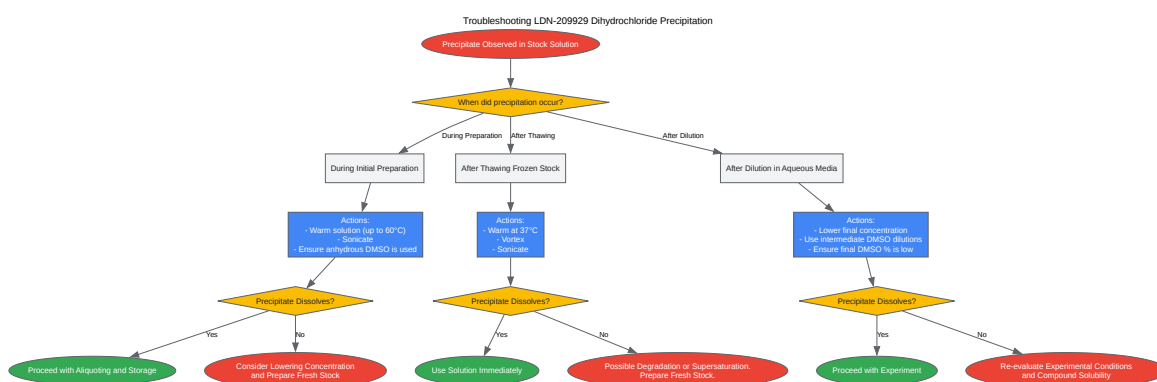 Troubleshooting LDN-209929 Dihydrochloride Precipitation
Precipitate Observed in Stock Solution
When did precipitation occur?
During Preparation
After Thawing
After Dilution
During Initial Preparation
After Thawing Frozen Stock
After Dilution in Aqueous Media
Actions:
- Warm solution (up to 60°C)
- Sonicate
- Ensure anhydrous DMSO is used
Actions:
- Warm at 37°C
- Vortex
- Sonicate
Actions:
- Lower final concentration
- Use intermediate DMSO dilutions
- Ensure final DMSO % is low
Precipitate Dissolves?
Precipitate Dissolves?
Precipitate Dissolves?
Yes
No
Yes
No
Yes
No
Proceed with Aliquoting and Storage
Consider Lowering Concentration
and Prepare Fresh Stock
Use Solution Immediately
Possible Degradation or Supersaturation.
Prepare Fresh Stock.
Proceed with Experiment
Re-evaluate Experimental Conditions
and Compound Solubility